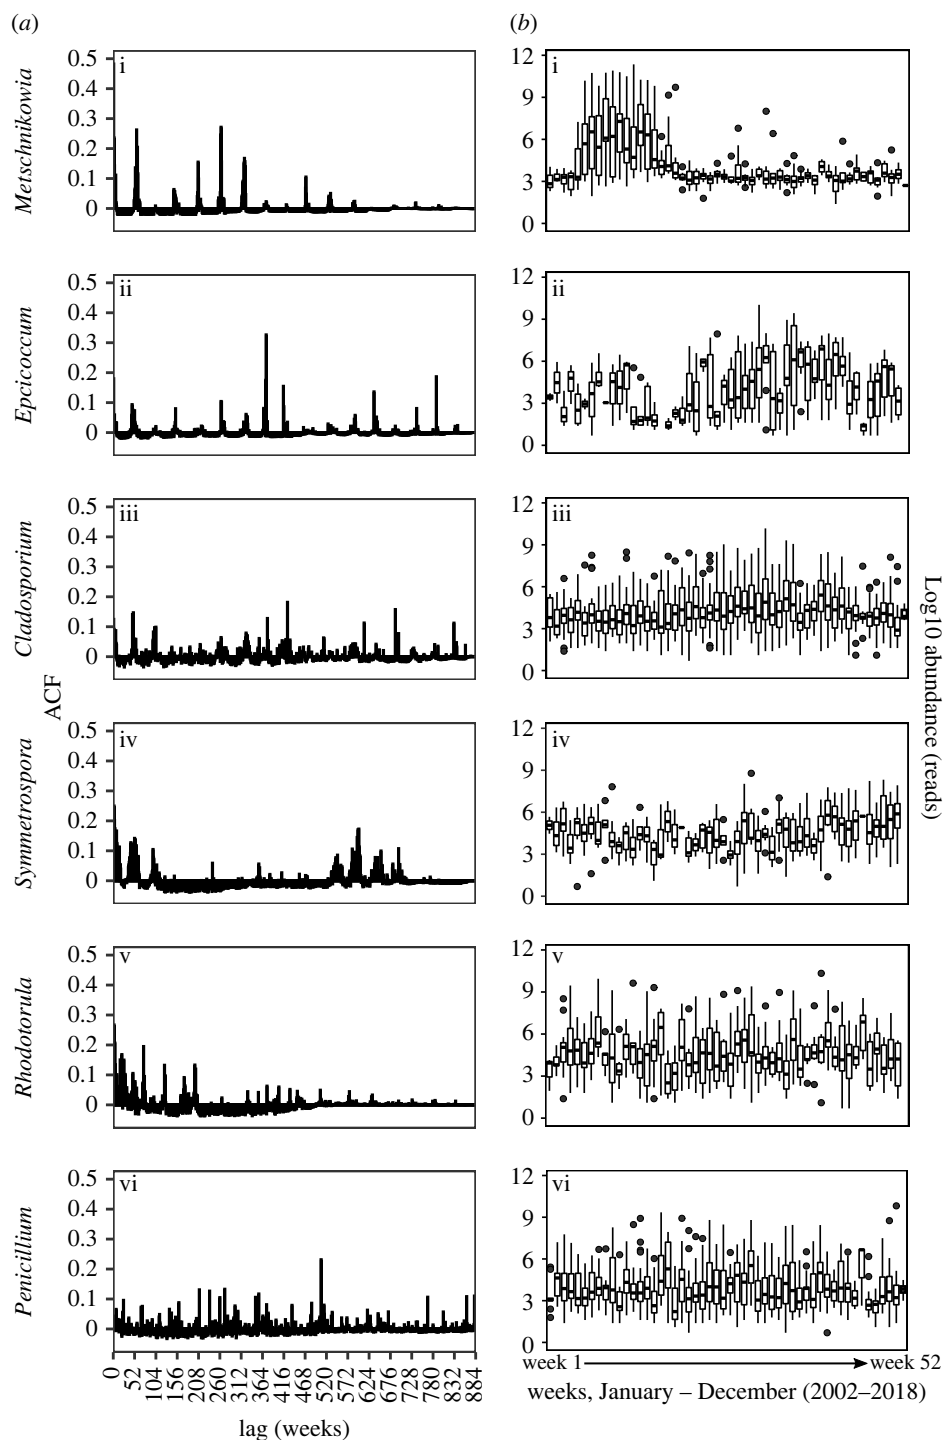 (a)
(b)
Metschnikowia
i
0.5
0.4
0.3
0.2
0.1
0
i
12
9
6
3
0
Epcicoccum
ii
0.5
0.4
0.3
0.2
0.1
0
ii
12
9
6
3
0
Cladosporium
iii
0.5
0.4
0.3
0.2
0.1
0
iii
12
9
6
3
0
ACF
Log10 abundance (reads)
Symmetrospora
iv
0.5
0.4
0.3
0.2
0.1
0
iv
12
9
6
3
0
Rhodotorula
v
0.5
0.4
0.3
0.2
0.1
0
v
12
9
6
3
0
Penicillium
vi
0.5
0.4
0.3
0.2
0.1
0
vi
12
9
6
3
0
0 52 104 156 208 260 312 364 416 468 520 572 624 676 728 780 832 884
lag (weeks)
week 1 week 52
weeks, January – December (2002–2018)